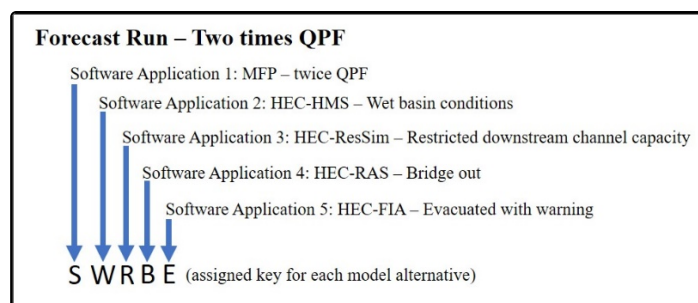 Forecast Run – Two times QPF
Software Application 1: MFP – twice QPF
Software Application 2: HEC-HMS – Wet basin conditions
Software Application 3: HEC-ResSim – Restricted downstream channel capacity
Software Application 4: HEC-RAS – Bridge out
Software Application 5: HEC-FIA – Evacuated with warning
S W R B E (assigned key for each model alternative)